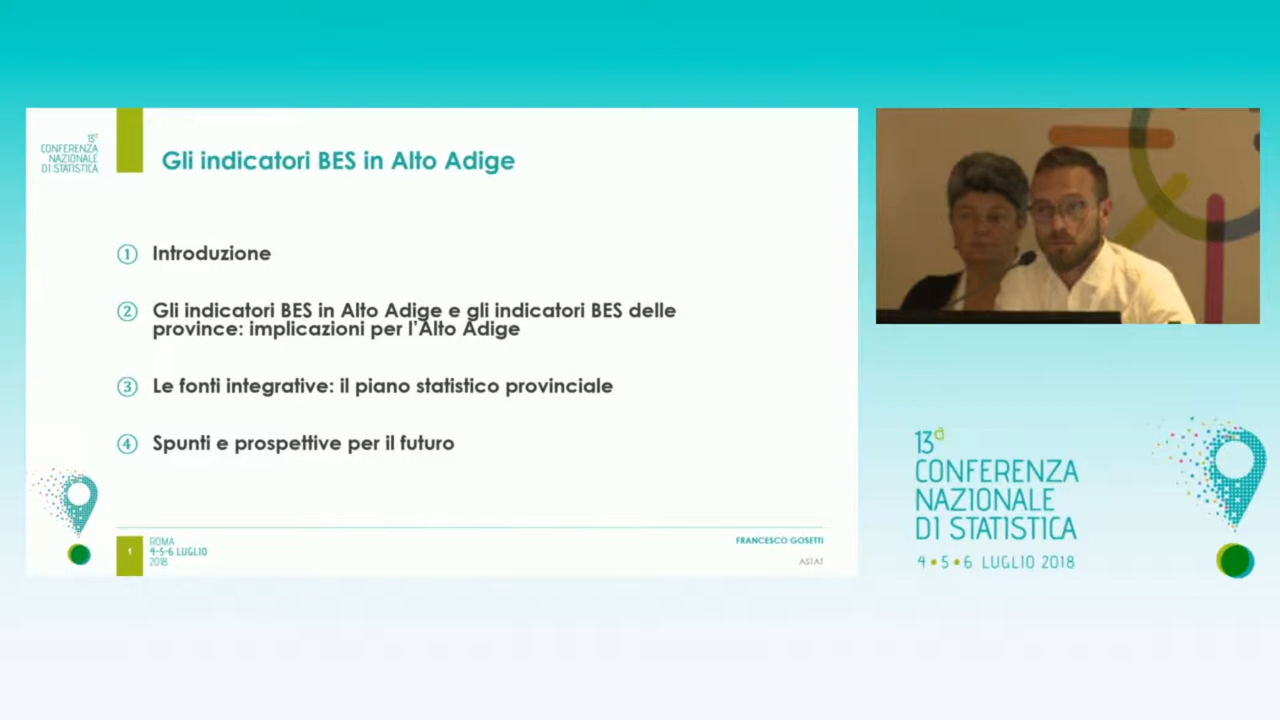 13ª
CONFERENZA
NAZIONALE
DI STATISTICA
Gli indicatori BES in Alto Adige
1 Introduzione
2 Gli indicatori BES in Alto Adige e gli indicatori BES delle
province: implicazioni per l'Alto Adige
3 Le fonti integrative: il piano statistico provinciale
4 Spunti e prospettive per il futuro
1
ROMA
4-5-6 LUGLIO
2018
FRANCESCO GOSETTI
ASTAT
13ª
CONFERENZA
NAZIONALE
DI STATISTICA
4•5•6 LUGLIO 2018